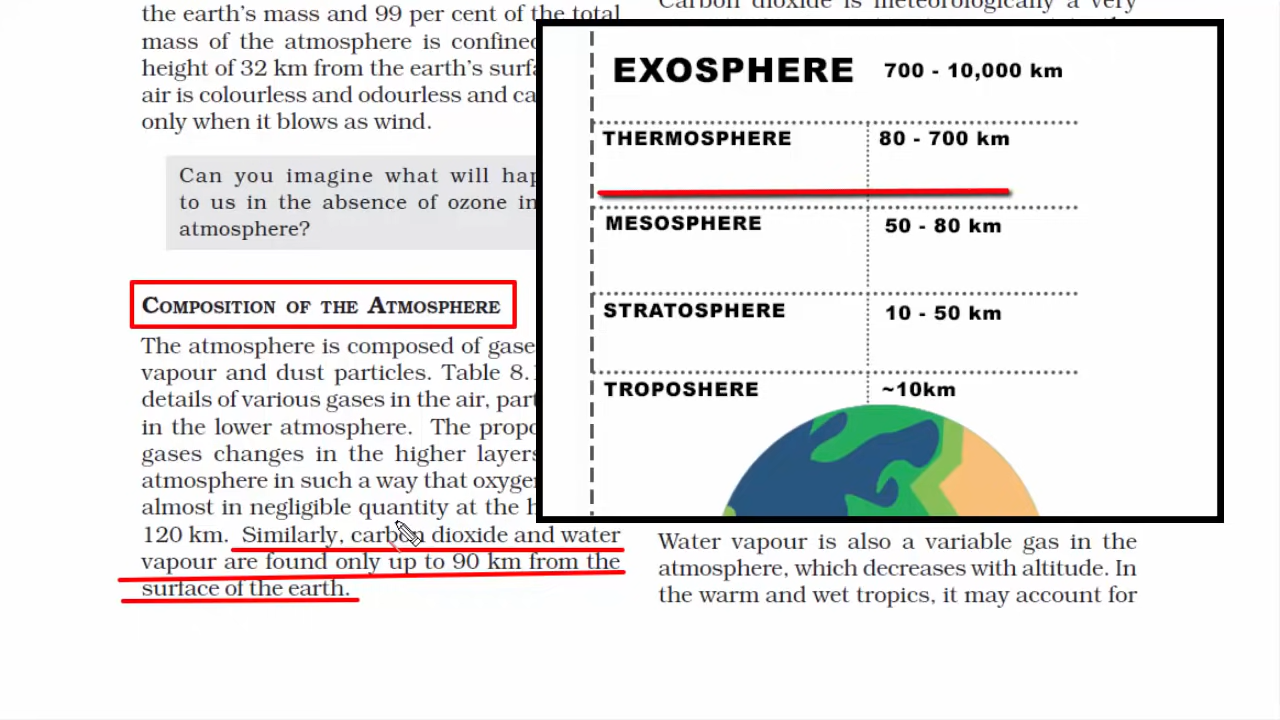 the earth's mass and 99 per cent of the total
mass of the atmosphere is confined
height of 32 km from the earth's surfa
air is colourless and odourless and ca
only when it blows as wind.
Can you imagine what will hap
to us in the absence of ozone in
atmosphere?
COMPOSITION OF THE ATMOSPHERE
The atmosphere is composed of gase
vapour and dust particles. Table 8.
details of various gases in the air, part
in the lower atmosphere. The propo
gases changes in the higher layers
atmosphere in such a way that oxyge
almost in negligible quantity at the h
120 km. Similarly, carbon dioxide and water
vapour are found only up to 90 km from the
surface of the earth.
Carbon dioxide is meteorologically a very
EXOSPHERE 700 - 10,000 km
THERMOSPHERE 80 - 700 km
MESOSPHERE 50 - 80 km
STRATOSPHERE 10 - 50 km
TROPOSHERE ~10km
Water vapour is also a variable gas in the
atmosphere, which decreases with altitude. In
the warm and wet tropics, it may account for